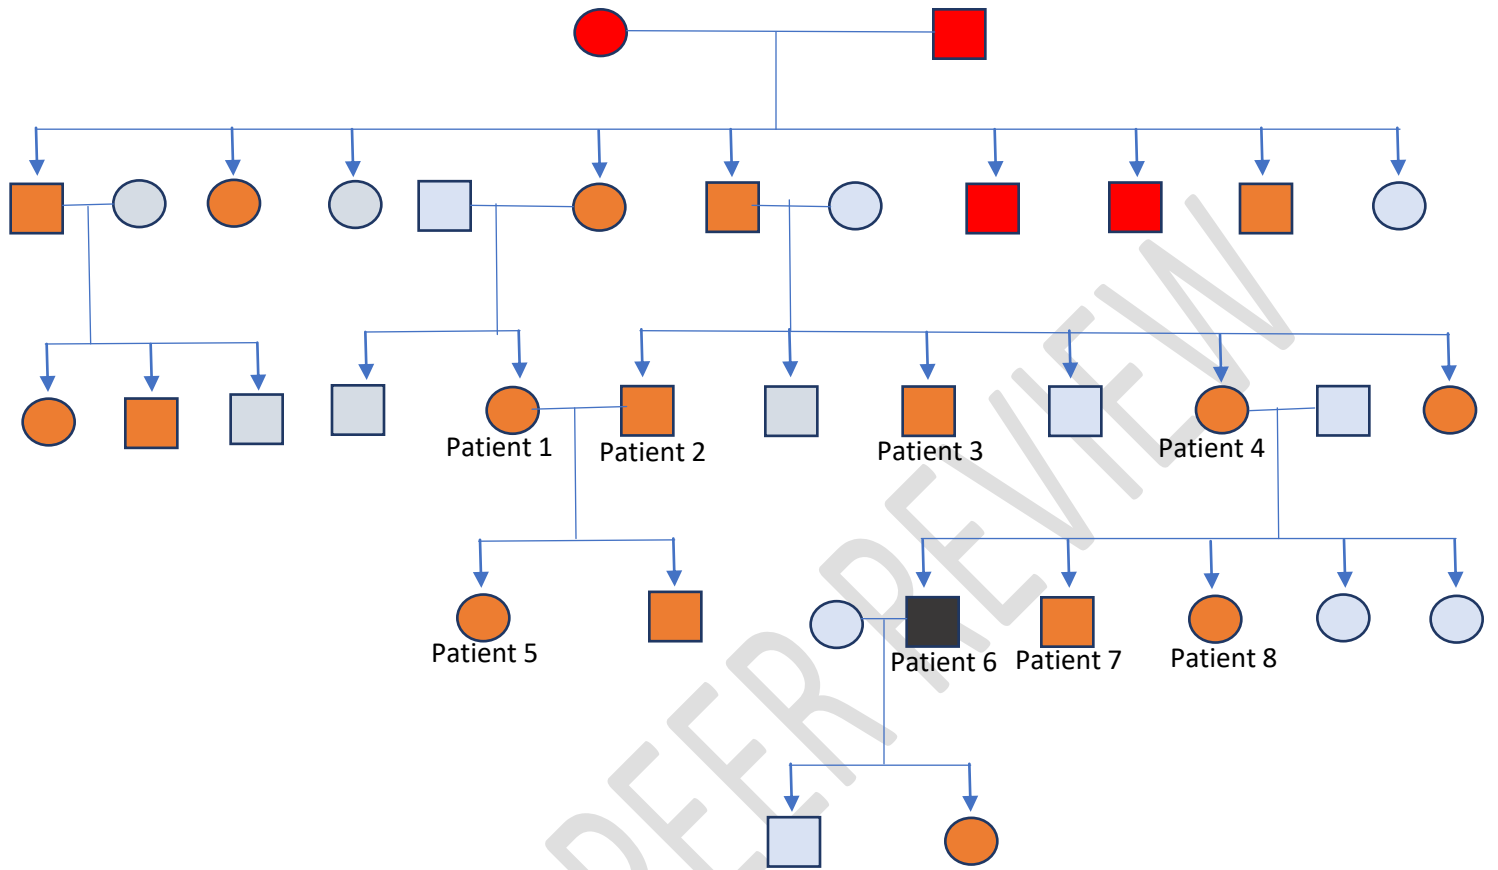 Patient 1
Patient 2
Patient 3
Patient 4
Patient 5
Patient 6
Patient 7
Patient 8
PEER REVIEW